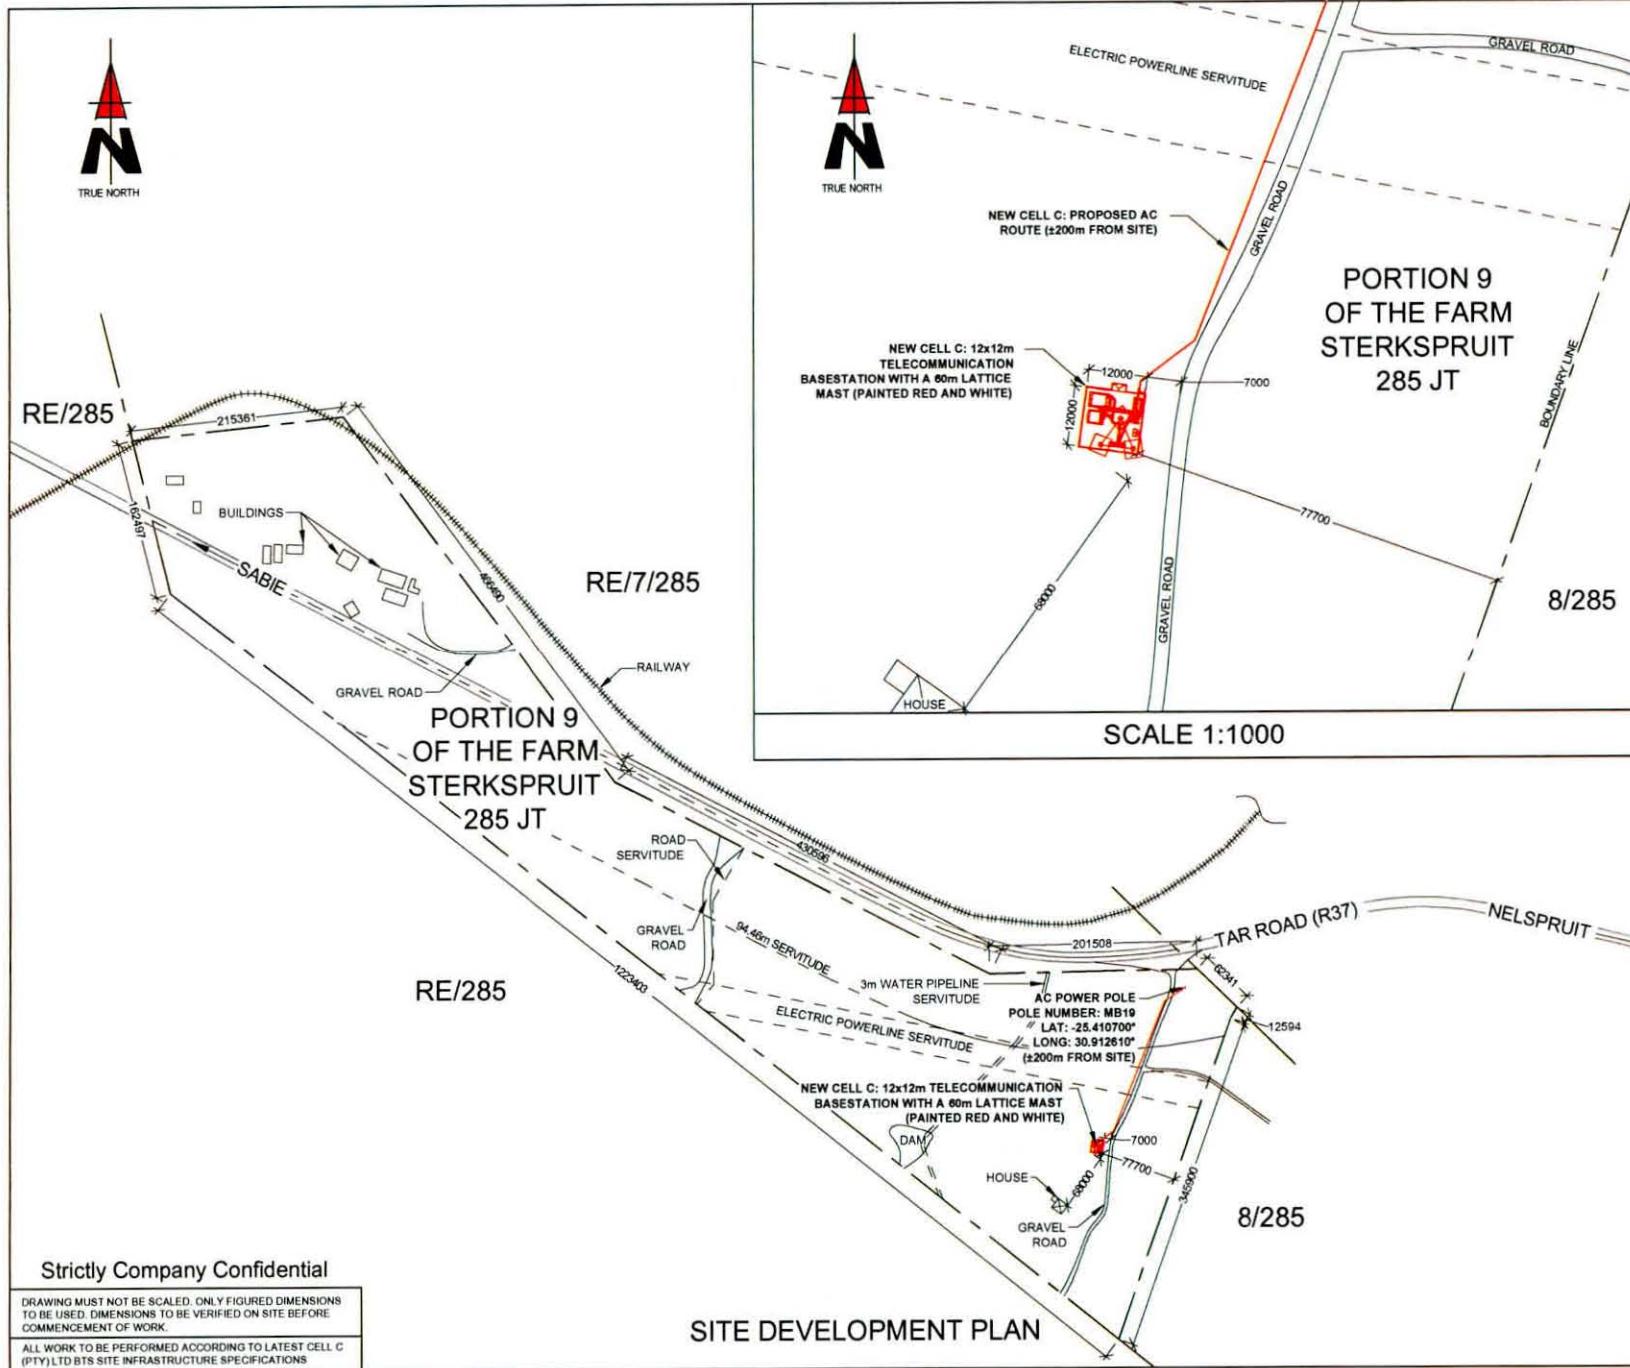 N
TRUE NORTH
RE/285
215361
162497
BUILDINGS
SABIE
466490
RE/7/285
RAILWAY
GRAVEL ROAD
PORTION 9
OF THE FARM
STERKSPRUIT
285 JT
ROAD
SERVITUDE
430596
GRAVEL
ROAD
94.46m SERVITUDE
1223403
RE/285
ELECTRIC POWERLINE SERVITUDE
3m WATER PIPELINE
SERVITUDE
201508
TAR ROAD (R37)
NELSPRUIT
62341
12594
AC POWER POLE
POLE NUMBER: MB19
LAT: -25.410700°
LONG: 30.912610°
(±200m FROM SITE)
NEW CELL C: 12x12m TELECOMMUNICATION
BASESTATION WITH A 60m LATTICE MAST
(PAINTED RED AND WHITE)
DAM
7000
77700
68000
HOUSE
GRAVEL
ROAD
345900
8/285
N
TRUE NORTH
ELECTRIC POWERLINE SERVITUDE
GRAVEL ROAD
NEW CELL C: PROPOSED AC
ROUTE (±200m FROM SITE)
GRAVEL ROAD
PORTION 9
OF THE FARM
STERKSPRUIT
285 JT
BOUNDARY LINE
NEW CELL C: 12x12m
TELECOMMUNICATION
BASESTATION WITH A 60m LATTICE
MAST (PAINTED RED AND WHITE)
12000
7000
12000
77700
68000
GRAVEL ROAD
8/285
HOUSE
SCALE 1:1000
Strictly Company Confidential
DRAWING MUST NOT BE SCALED. ONLY FIGURED DIMENSIONS
TO BE USED. DIMENSIONS TO BE VERIFIED ON SITE BEFORE
COMMENCEMENT OF WORK.
ALL WORK TO BE PERFORMED ACCORDING TO LATEST CELL C
(PTY) LTD BTS SITE INFRASTRUCTURE SPECIFICATIONS
SITE DEVELOPMENT PLAN